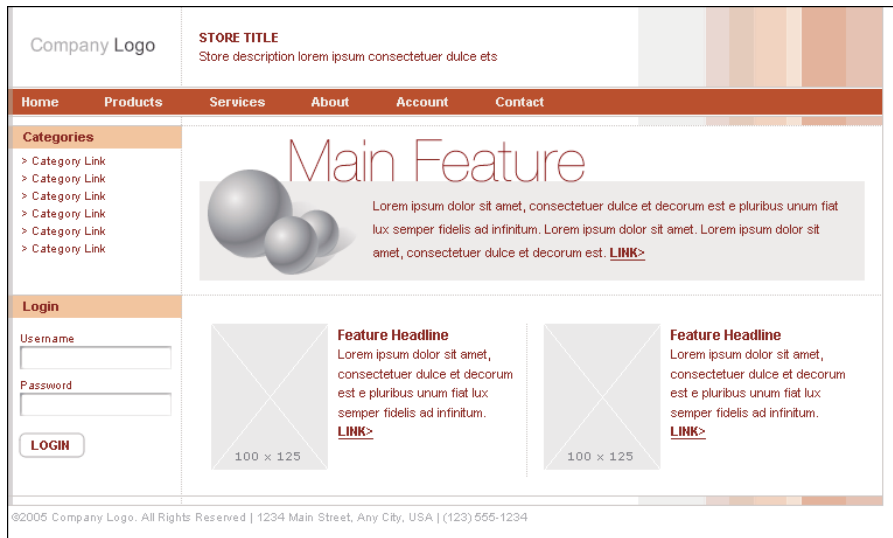 Company Logo
STORE TITLE
Store description lorem ipsum consectetuer dulce ets
Home Products Services About Account Contact
Categories
> Category Link
> Category Link
> Category Link
> Category Link
> Category Link
> Category Link
Main Feature
Lorem ipsum dolor sit amet, consectetuer dulce et decorum est e pluribus unum fiat
lux semper fidelis ad infinitum. Lorem ipsum dolor sit amet. Lorem ipsum dolor sit
amet, consectetuer dulce et decorum est. LINK>
Login
Username
Password
LOGIN
100 x 125
Feature Headline
Lorem ipsum dolor sit amet,
consectetuer dulce et decorum
est e pluribus unum fiat lux
semper fidelis ad infinitum.
LINK>
100 x 125
Feature Headline
Lorem ipsum dolor sit amet,
consectetuer dulce et decorum
est e pluribus unum fiat lux
semper fidelis ad infinitum.
LINK>
©2005 Company Logo. All Rights Reserved | 1234 Main Street, Any City, USA | (123) 555-1234